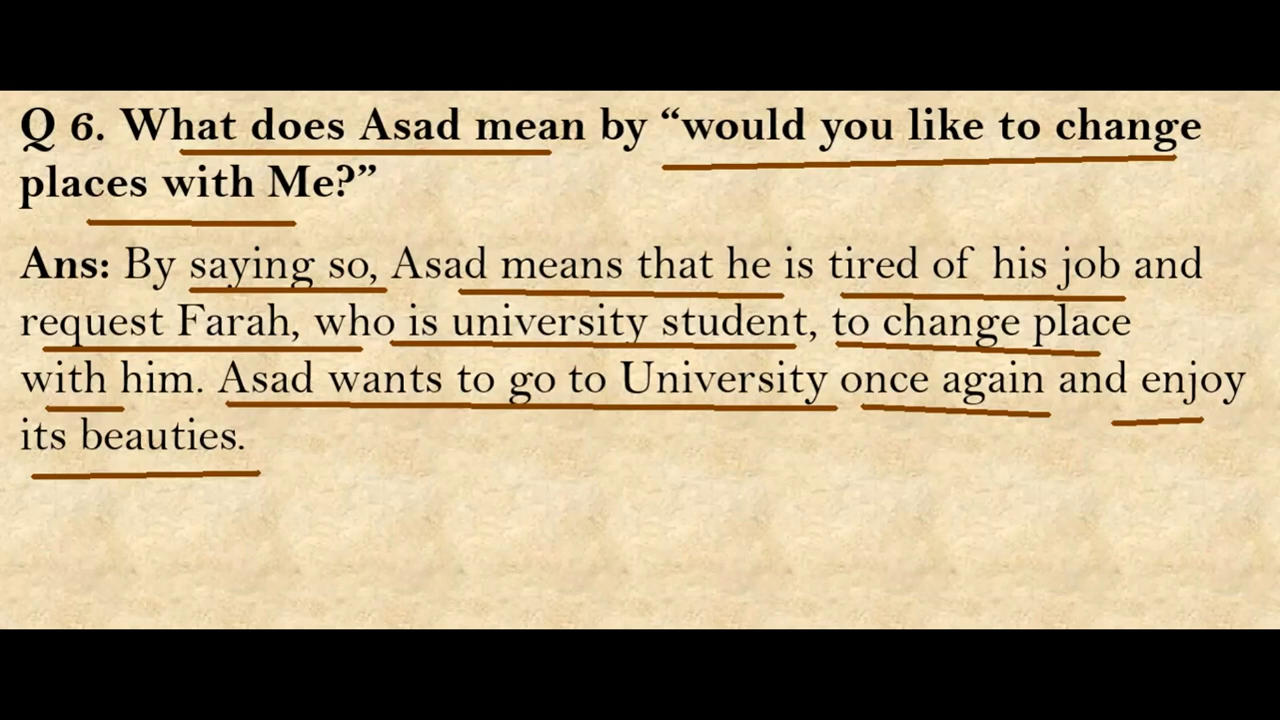 Q 6. What does Asad mean by “would you like to change
places with Me?”
Ans: By saying so, Asad means that he is tired of his job and
request Farah, who is university student, to change place
with him. Asad wants to go to University once again and enjoy
its beauties.